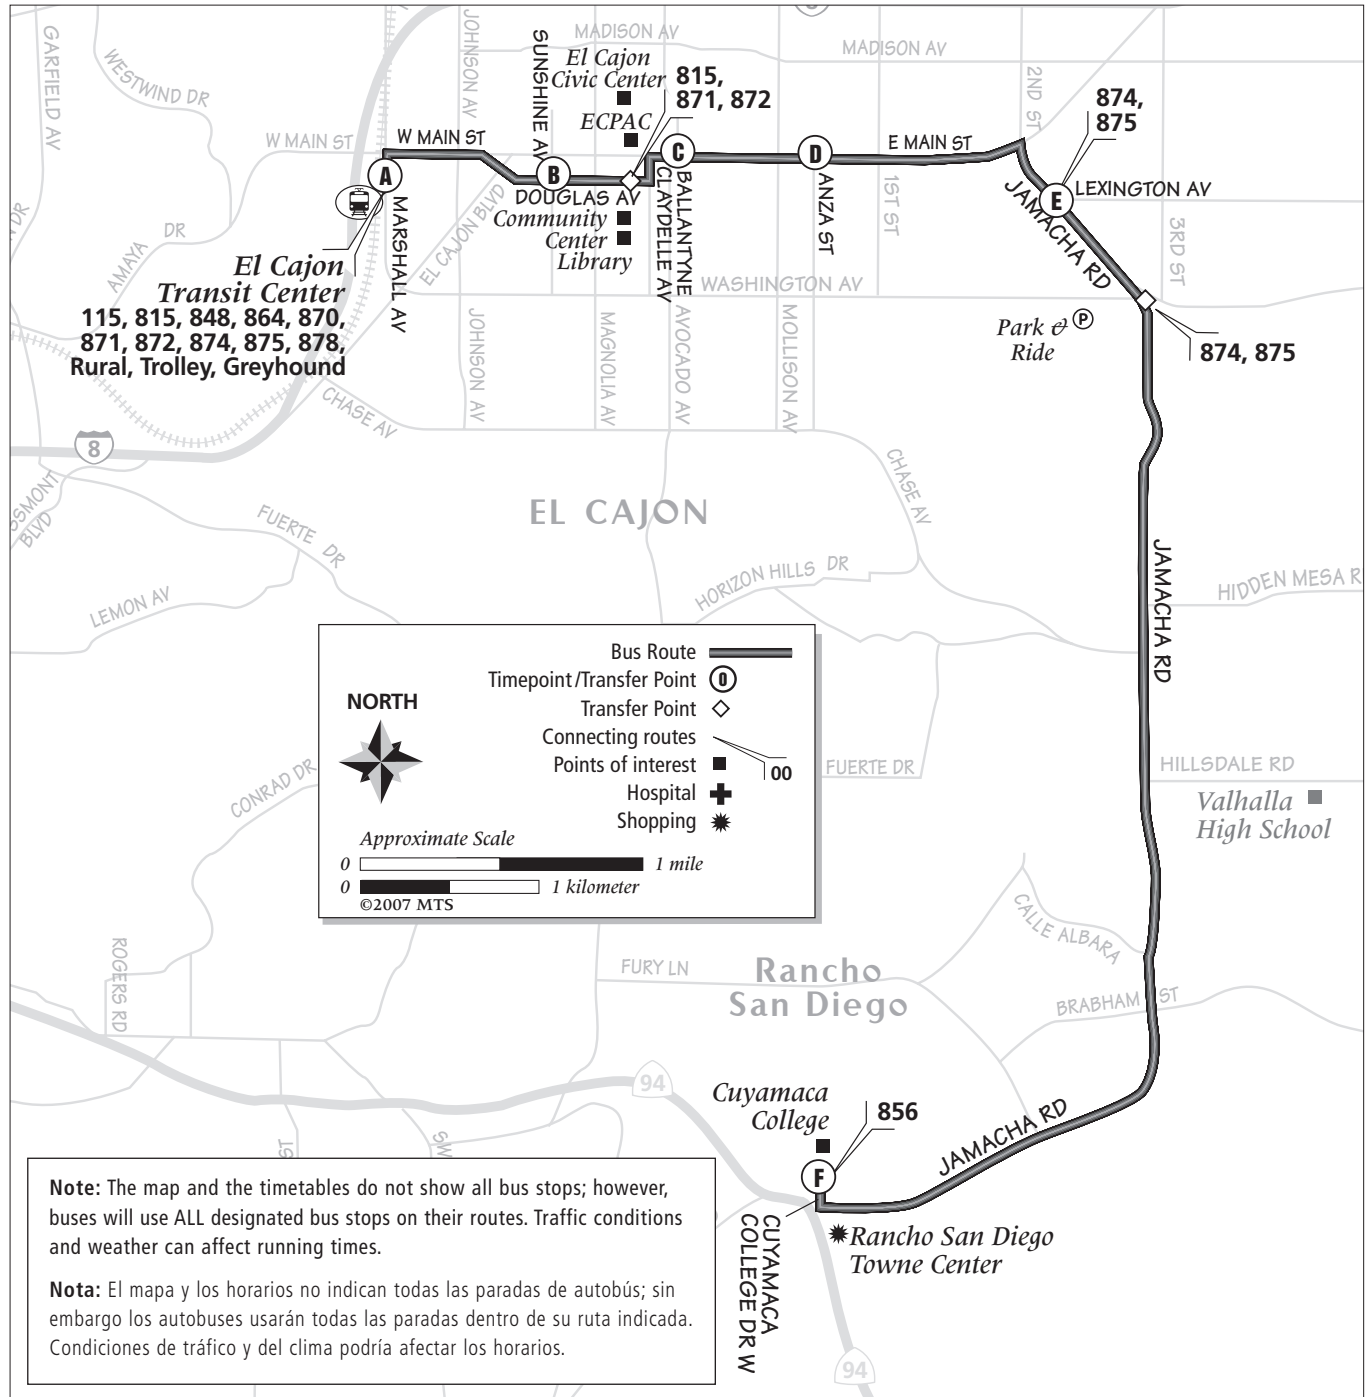 GARFIELD AV
WESTWIND DR
JOHNSON AV
SUNSHINE AV
MADISON AV
MADISON AV
El Cajon
Civic Center
ECPAC
815,
871, 872
2ND ST
874,
875
W MAIN ST
W MAIN ST
A
B
C
D
E MAIN ST
E
LEXINGTON AV
DOUGLAS AV
Community
Center
Library
MARSHALL AV
EL CAJON BLVD
CLAYDELLE AV
BALLANTYNE
ANZA ST
1ST ST
JAMACHA RD
3RD ST
AMAYA DR
DR
El Cajon
Transit Center
115, 815, 848, 864, 870,
871, 872, 874, 875, 878,
Rural, Trolley, Greyhound
WASHINGTON AV
JOHNSON AV
MAGNOLIA AV
AVOCADO AV
MOLLISON AV
Park &
Ride
P
874, 875
CHASE AV
8
CHASE AV
SSMONT
BLVD
EL CAJON
FUERTE DR
LEMON AV
HORIZON HILLS DR
JAMACHA RD
HIDDEN MESA R
NORTH
Bus Route
Timepoint/Transfer Point
0
Transfer Point
Connecting routes
00
Points of interest
Hospital
Shopping
Approximate Scale
0 1 mile
0 1 kilometer
©2007 MTS
CONRAD DR
FUERTE DR
HILLSDALE RD
Valhalla
High School
CALLE ALBARA
ROGERS RD
FURY LN
Rancho
San Diego
BRABHAM ST
94
Cuyamaca
College
856
F
JAMACHA RD
ST
SW
CUYAMACA
COLLEGE DR W
Rancho San Diego
Towne Center
94
Note: The map and the timetables do not show all bus stops; however,
buses will use ALL designated bus stops on their routes. Traffic conditions
and weather can affect running times.
Nota: El mapa y los horarios no indican todas las paradas de autobús; sin
embargo los autobuses usarán todas las paradas dentro de su ruta indicada.
Condiciones de tráfico y del clima podría afectar los horarios.